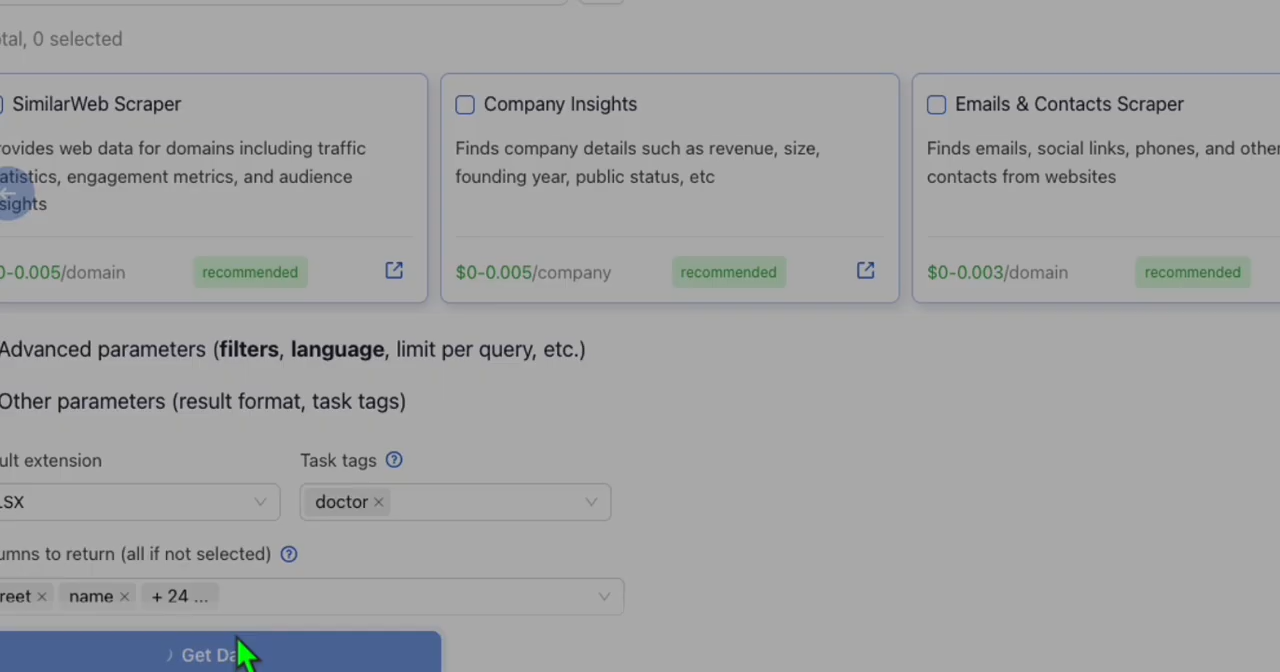 tal, 0 selected
SimilarWeb Scraper
ovides web data for domains including traffic
atistics, engagement metrics, and audience
sights
0-0.005/domain
recommended
Company Insights
Finds company details such as revenue, size,
founding year, public status, etc
$0-0.005/company
recommended
Emails & Contacts Scraper
Finds emails, social links, phones, and other
contacts from websites
$0-0.003/domain
recommended
Advanced parameters (filters, language, limit per query, etc.)
Other parameters (result format, task tags)
ult extension
Task tags
LSX
doctor ×
umns to return (all if not selected)
reet × name × + 24 ...
Get Da